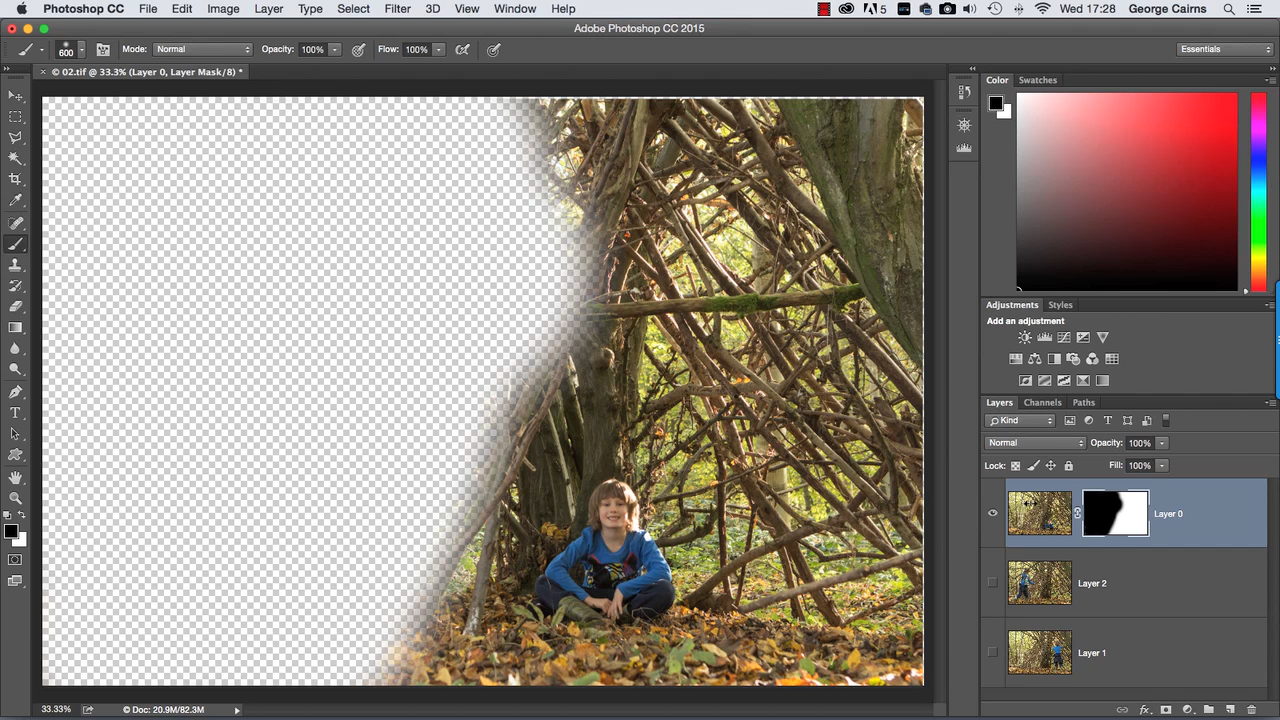 Photoshop CC File Edit Image Layer Type Select Filter 3D View Window Help 5 Wed 17:28 George Cairns
Adobe Photoshop CC 2015
600 Mode: Normal Opacity: 100% Flow: 100% Essentials
× © 02.tif @ 33.3% (Layer 0, Layer Mask/8) *
Color Swatches
Adjustments Styles
Add an adjustment
Layers Channels Paths
Kind
Normal Opacity: 100%
Lock: Fill: 100%
Layer 0
Layer 2
Layer 1
33.33% Doc: 20.9M/82.3M